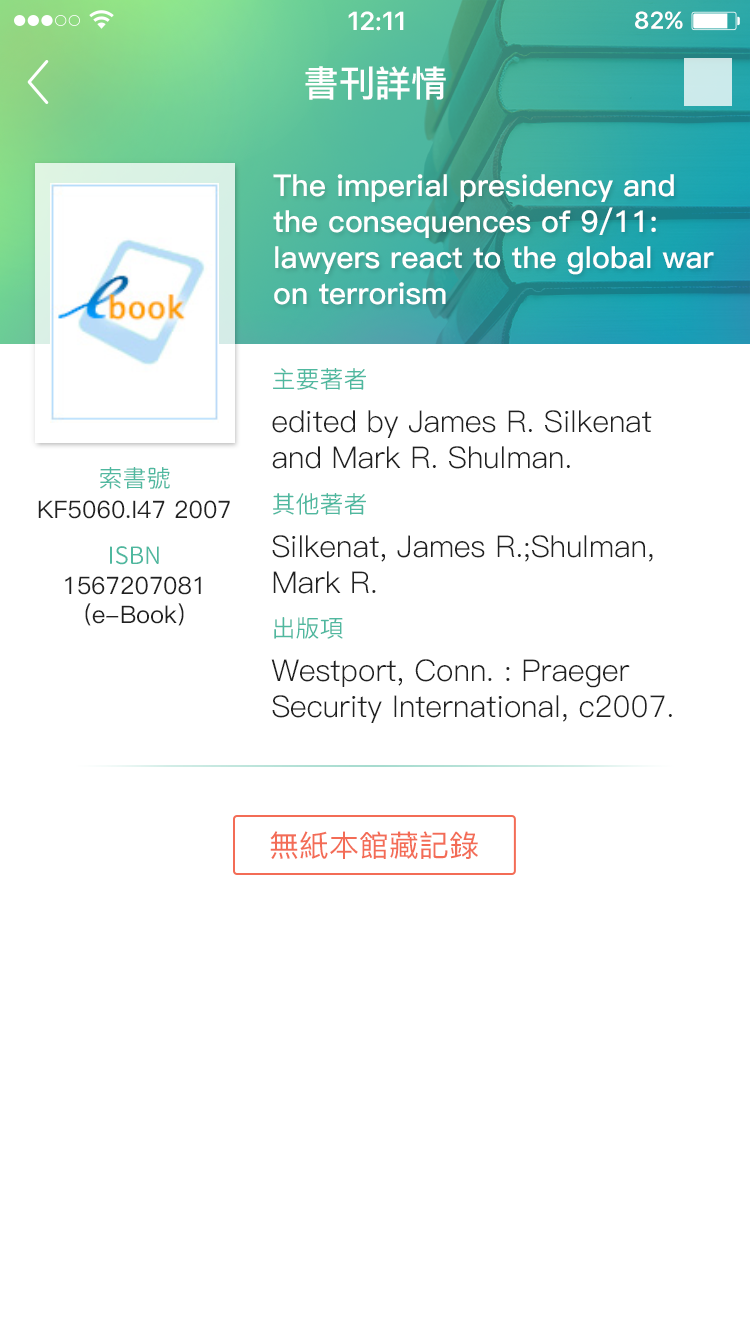 12:11
82%
書刊詳情
The imperial presidency and
the consequences of 9/11:
lawyers react to the global war
on terrorism
ebook
索書號
KF5060.I47 2007
ISBN
1567207081
(e-Book)
主要著者
edited by James R. Silkenat
and Mark R. Shulman.
其他著者
Silkenat, James R.;Shulman,
Mark R.
出版項
Westport, Conn. : Praeger
Security International, c2007.
無紙本館藏記錄